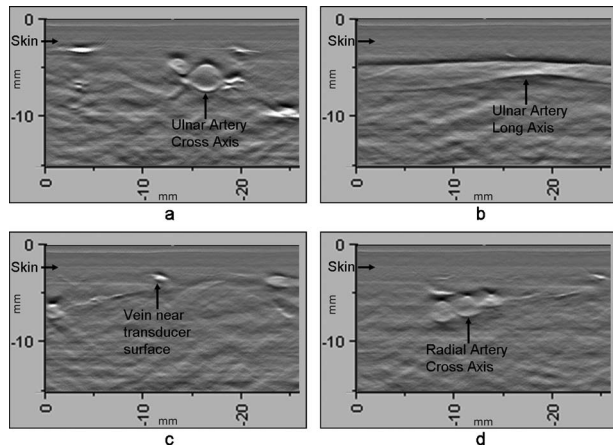 0
Skin
mm
-10
Ulnar Artery
Cross Axis
0
-10
mm
-20
a
0
Skin
mm
-10
Ulnar Artery
Long Axis
0
-10
mm
-20
b
0
Skin
mm
-10
Vein near
transducer
surface
0
-10
mm
-20
c
0
Skin
mm
-10
Radial Artery
Cross Axis
0
-10
mm
-20
d